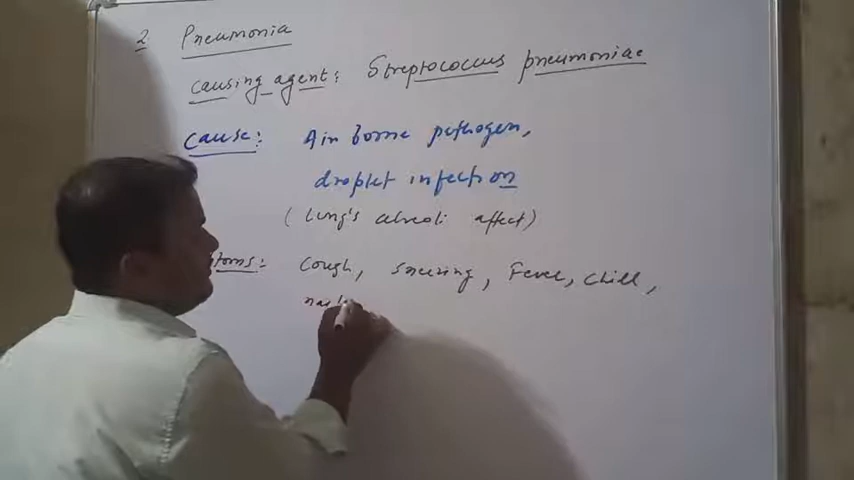 2 Pneumonia
causing agent: Streptococcus pneumoniae
Cause: Air borne pathogen,
droplet infection
( Lung's alveoli affect)
toms: Cough, Sneezing, Fever, Chill,